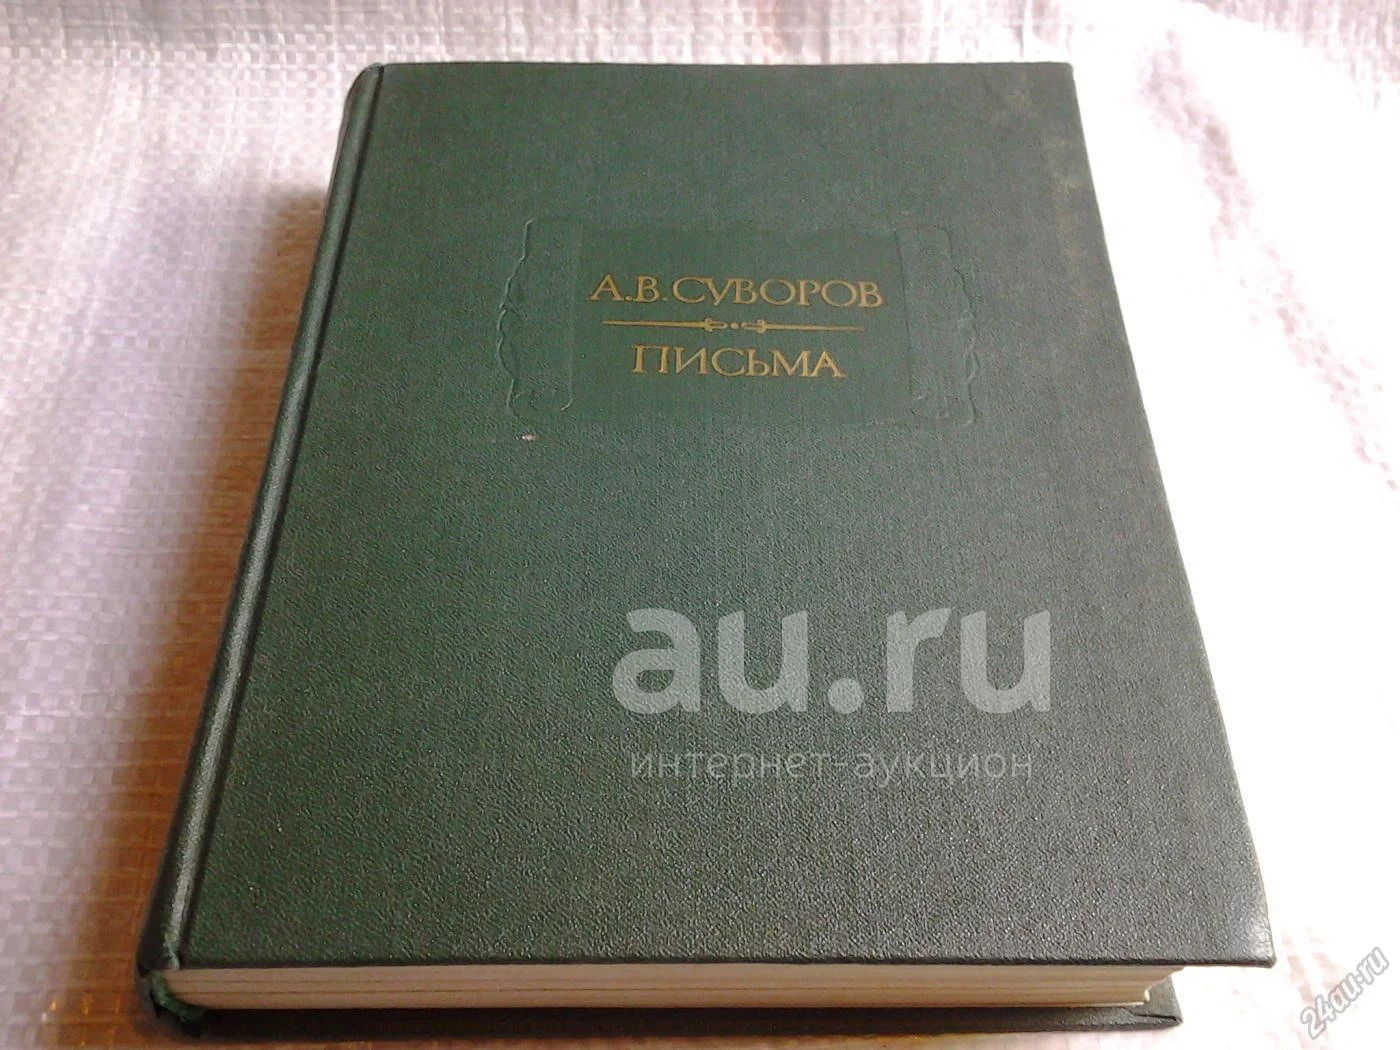 А.В.СУВОРОВ
ПИСЬМА
au.ru
интернет-аукцион
24au.ru